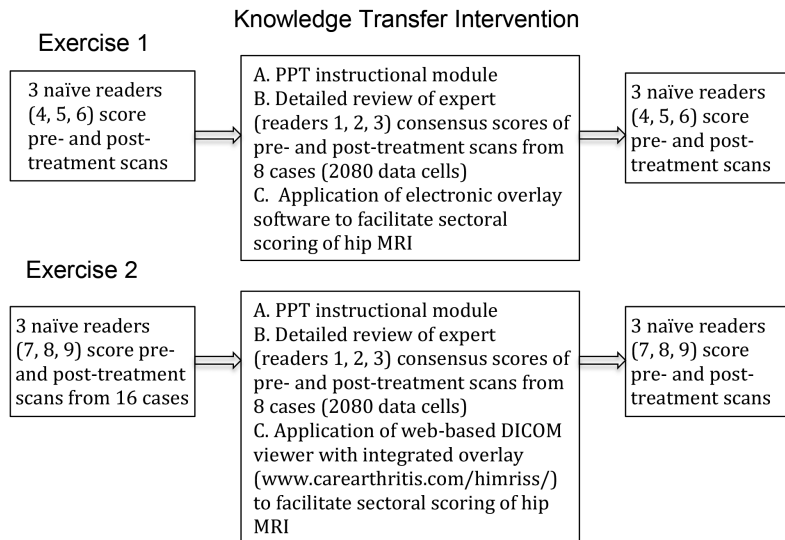 Knowledge Transfer Intervention
Exercise 1
3 naïve readers
(4, 5, 6) score
pre- and post-
treatment scans
A. PPT instructional module
B. Detailed review of expert
(readers 1, 2, 3) consensus scores of
pre- and post-treatment scans from
8 cases (2080 data cells)
C.  Application of electronic overlay
software to facilitate sectoral
scoring of hip MRI
3 naïve readers
(4, 5, 6) score
pre- and post-
treatment scans
Exercise 2
3 naïve readers
(7, 8, 9) score pre-
and post-treatment
scans from 16 cases
A. PPT instructional module
B. Detailed review of expert
(readers 1, 2, 3) consensus scores of
pre- and post-treatment scans from
8 cases (2080 data cells)
C. Application of web-based DICOM
viewer with integrated overlay
(www.carearthritis.com/himriss/)
to facilitate sectoral scoring of hip
MRI
3 naïve readers
(7, 8, 9) score
pre- and post-
treatment scans